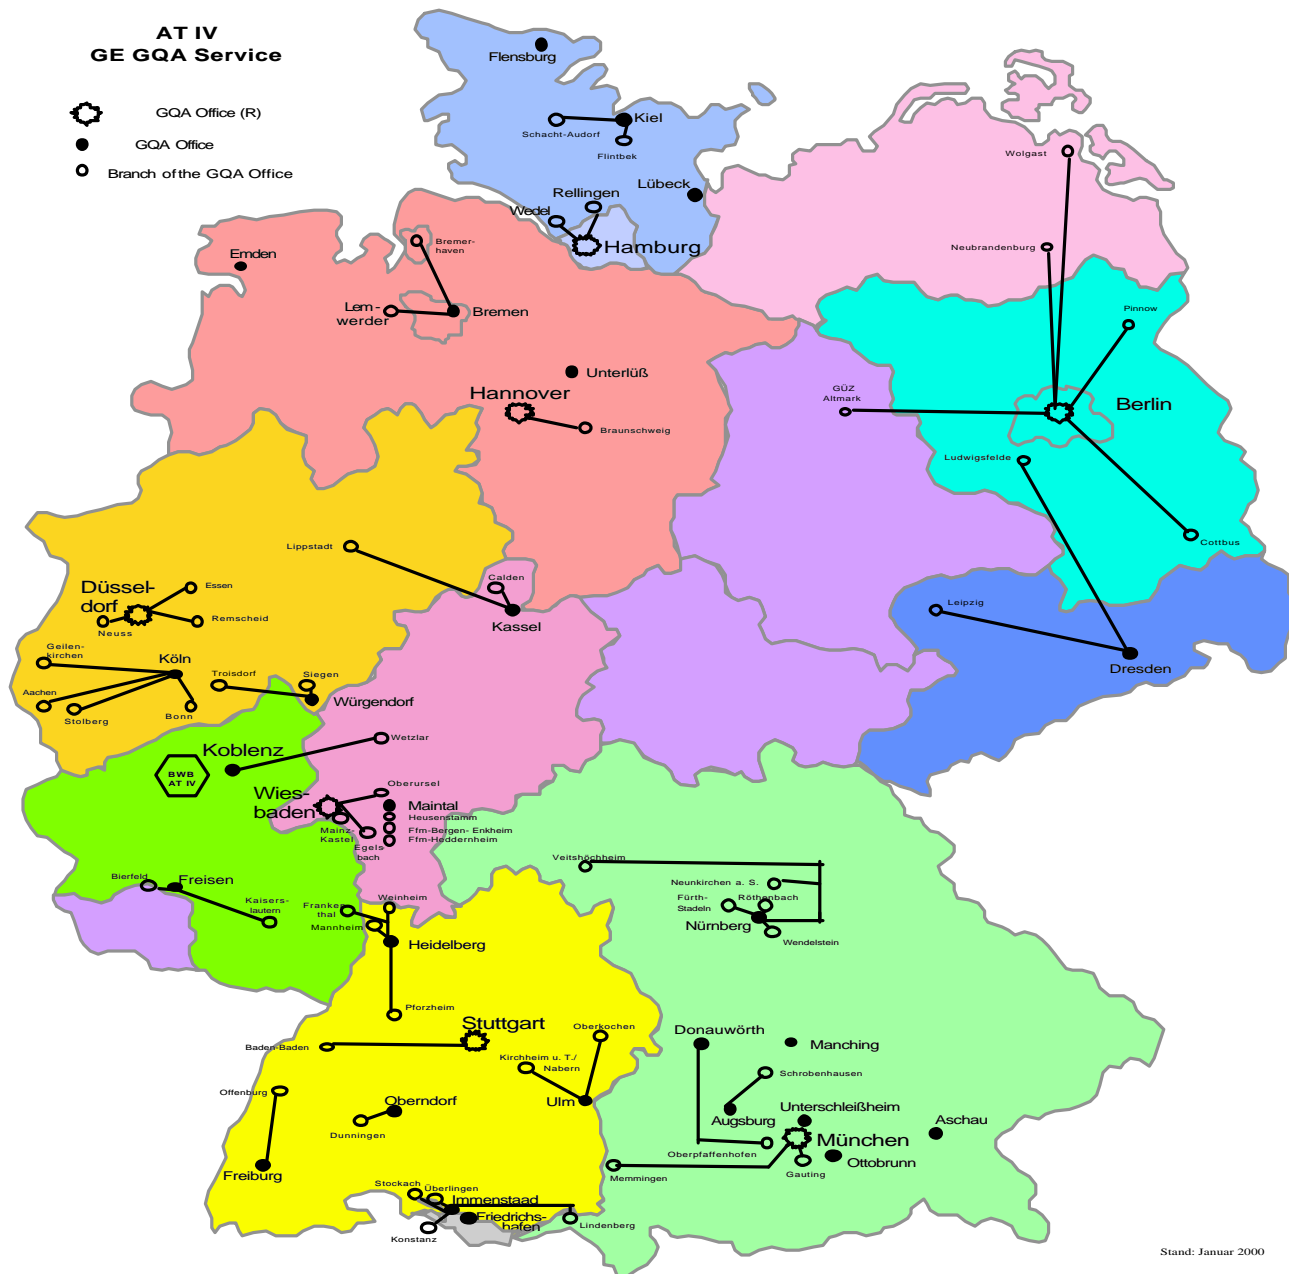 AT IV
GE GQA Service
GQA Office (R)
GQA Office
Branch of the GQA Office
Flensburg
Kiel
Schacht-Audorf
Flintbek
Lübeck
Rellingen
Wedel
Hamburg
Wolgast
Neubrandenburg
Pinnow
Emden
Bremer-
haven
Lem-
werder
Bremen
Unterlüß
Hannover
Braunschweig
GÜZ
Altmark
Berlin
Ludwigsfelde
Cottbus
Lippstadt
Calden
Kassel
Düssel-
dorf
Essen
Neuss
Remscheid
Leipzig
Dresden
Geilen-
kirchen
Köln
Aachen
Stolberg
Bonn
Troisdorf
Siegen
Würgendorf
Koblenz
Wetzlar
BWB
AT IV
Wies-
baden
Oberursel
Maintal
Heusenstamm
Ffm-Bergen- Enkheim
Ffm-Heddernheim
Mainz-
Kastel
Egels
bach
Bierfeld
Freisen
Kaisers-
lautern
Franken
thal
Weinheim
Mannheim
Heidelberg
Pforzheim
Veitshöchheim
Neunkirchen a. S.
Fürth-
Stadeln
Röthenbach
Nürnberg
Wendelstein
Stuttgart
Baden-Baden
Oberkochen
Kirchheim u. T./
Nabern
Ulm
Offenburg
Oberndorf
Dunningen
Freiburg
Donauwörth
Manching
Schrobenhausen
Augsburg
Unterschleißheim
München
Aschau
Oberpfaffenhofen
Ottobrunn
Gauting
Memmingen
Stockach
Überlingen
Immenstaad
Friedrichs-
hafen
Konstanz
Lindenberg
Stand: Januar 2000